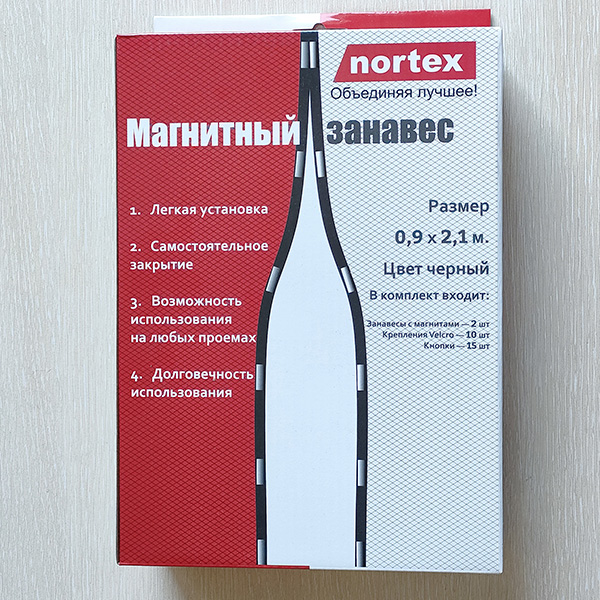 nortex
Объединяя лучшее!
Магнитный занавес
1. Легкая установка
2. Самостоятельное
закрытие
3. Возможность
использования
на любых проемах
4. Долговечность
использования
Размер
0,9 х 2,1 м.
Цвет черный
В комплект входит:
Занавесы с магнитами — 2 шт
Крепления Velcro — 10 шт
Кнопки — 15 шт